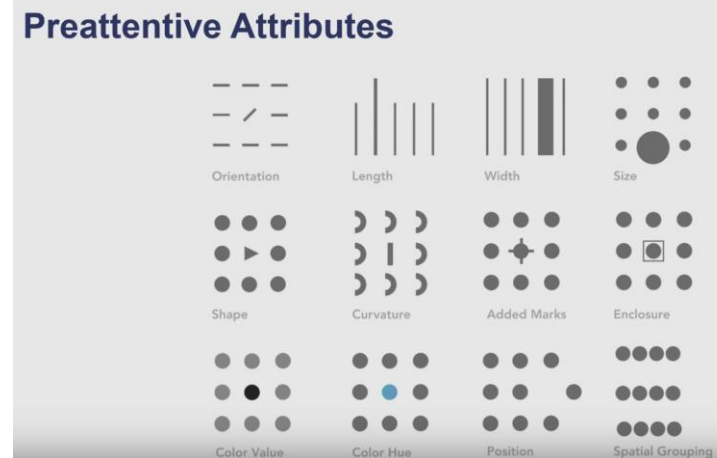 Preattentive Attributes
Orientation
Length
Width
Size
Shape
Curvature
Added Marks
Enclosure
Color Value
Color Hue
Position
Spatial Grouping